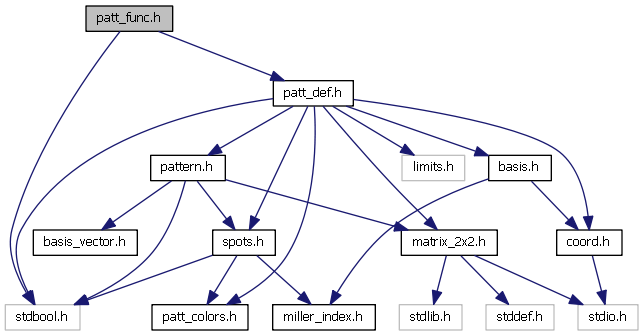 patt_func.h
patt_def.h
pattern.h
limits.h
basis.h
basis_vector.h
spots.h
matrix_2x2.h
coord.h
stdbool.h
patt_colors.h
miller_index.h
stdlib.h
stddef.h
stdio.h